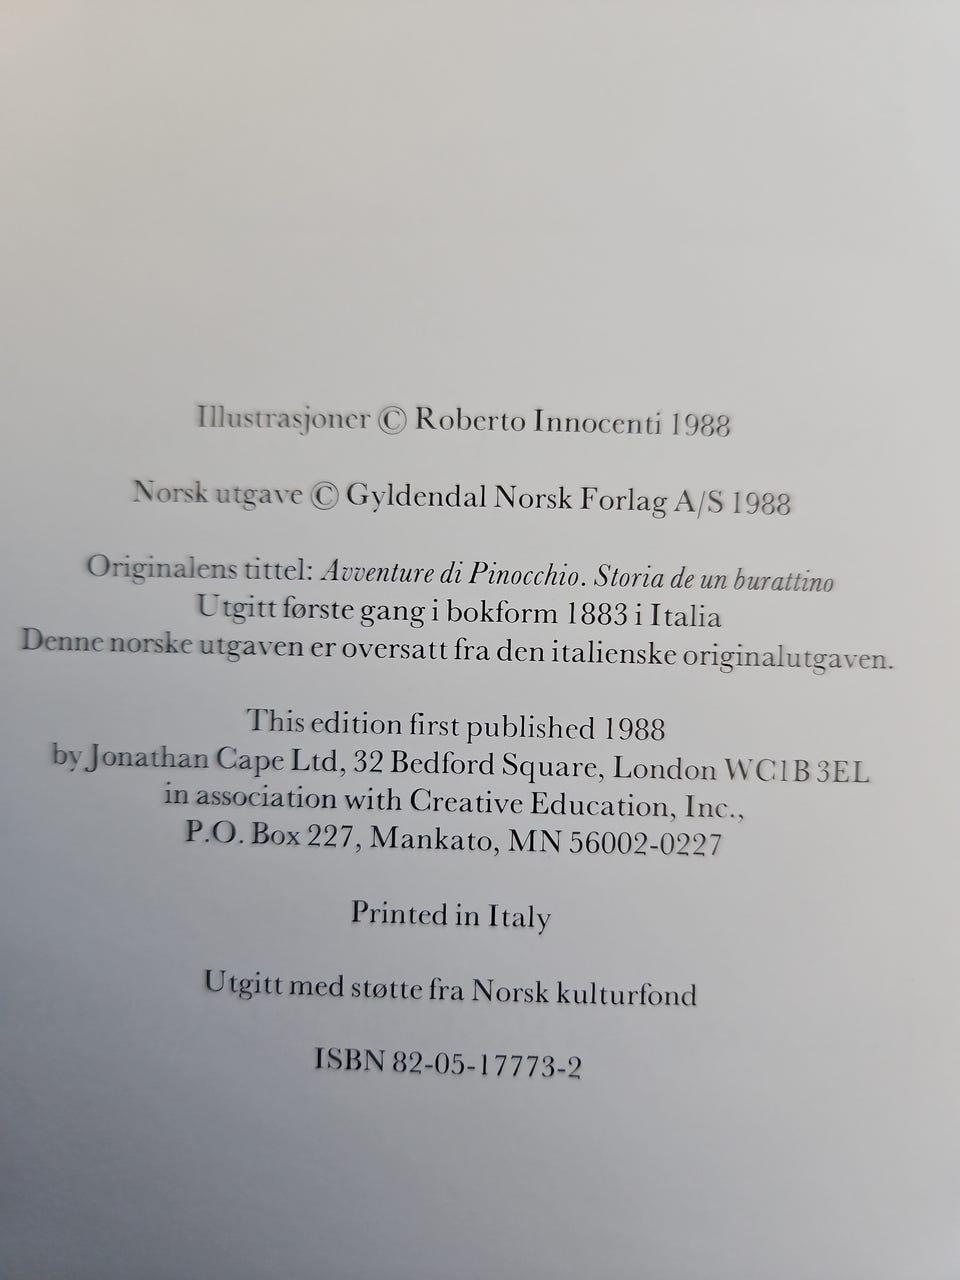 Illustrasjoner © Roberto Innocenti 1988
Norsk utgave © Gyldendal Norsk Forlag A/S 1988
Originalens tittel: Avventure di Pinocchio. Storia de un burattino
Utgitt første gang i bokform 1883 i Italia
Denne norske utgaven er oversatt fra den italienske originalutgaven.
This edition first published 1988
by Jonathan Cape Ltd, 32 Bedford Square, London WC1B 3EL
in association with Creative Education, Inc.,
P.O. Box 227, Mankato, MN 56002-0227
Printed in Italy
Utgitt med støtte fra Norsk kulturfond
ISBN 82-05-17773-2